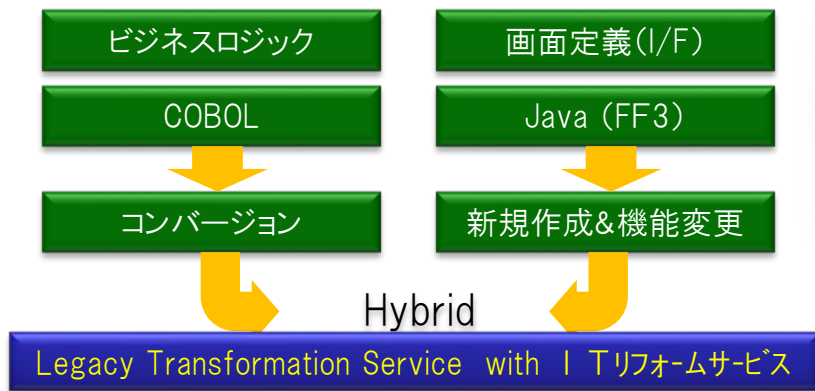 ビジネスロジック
画面定義(I/F)
COBOL
Java (FF3)
コンバージョン
新規作成&機能変更
Hybrid
Legacy Transformation Service with ＩＴリフォームサービス